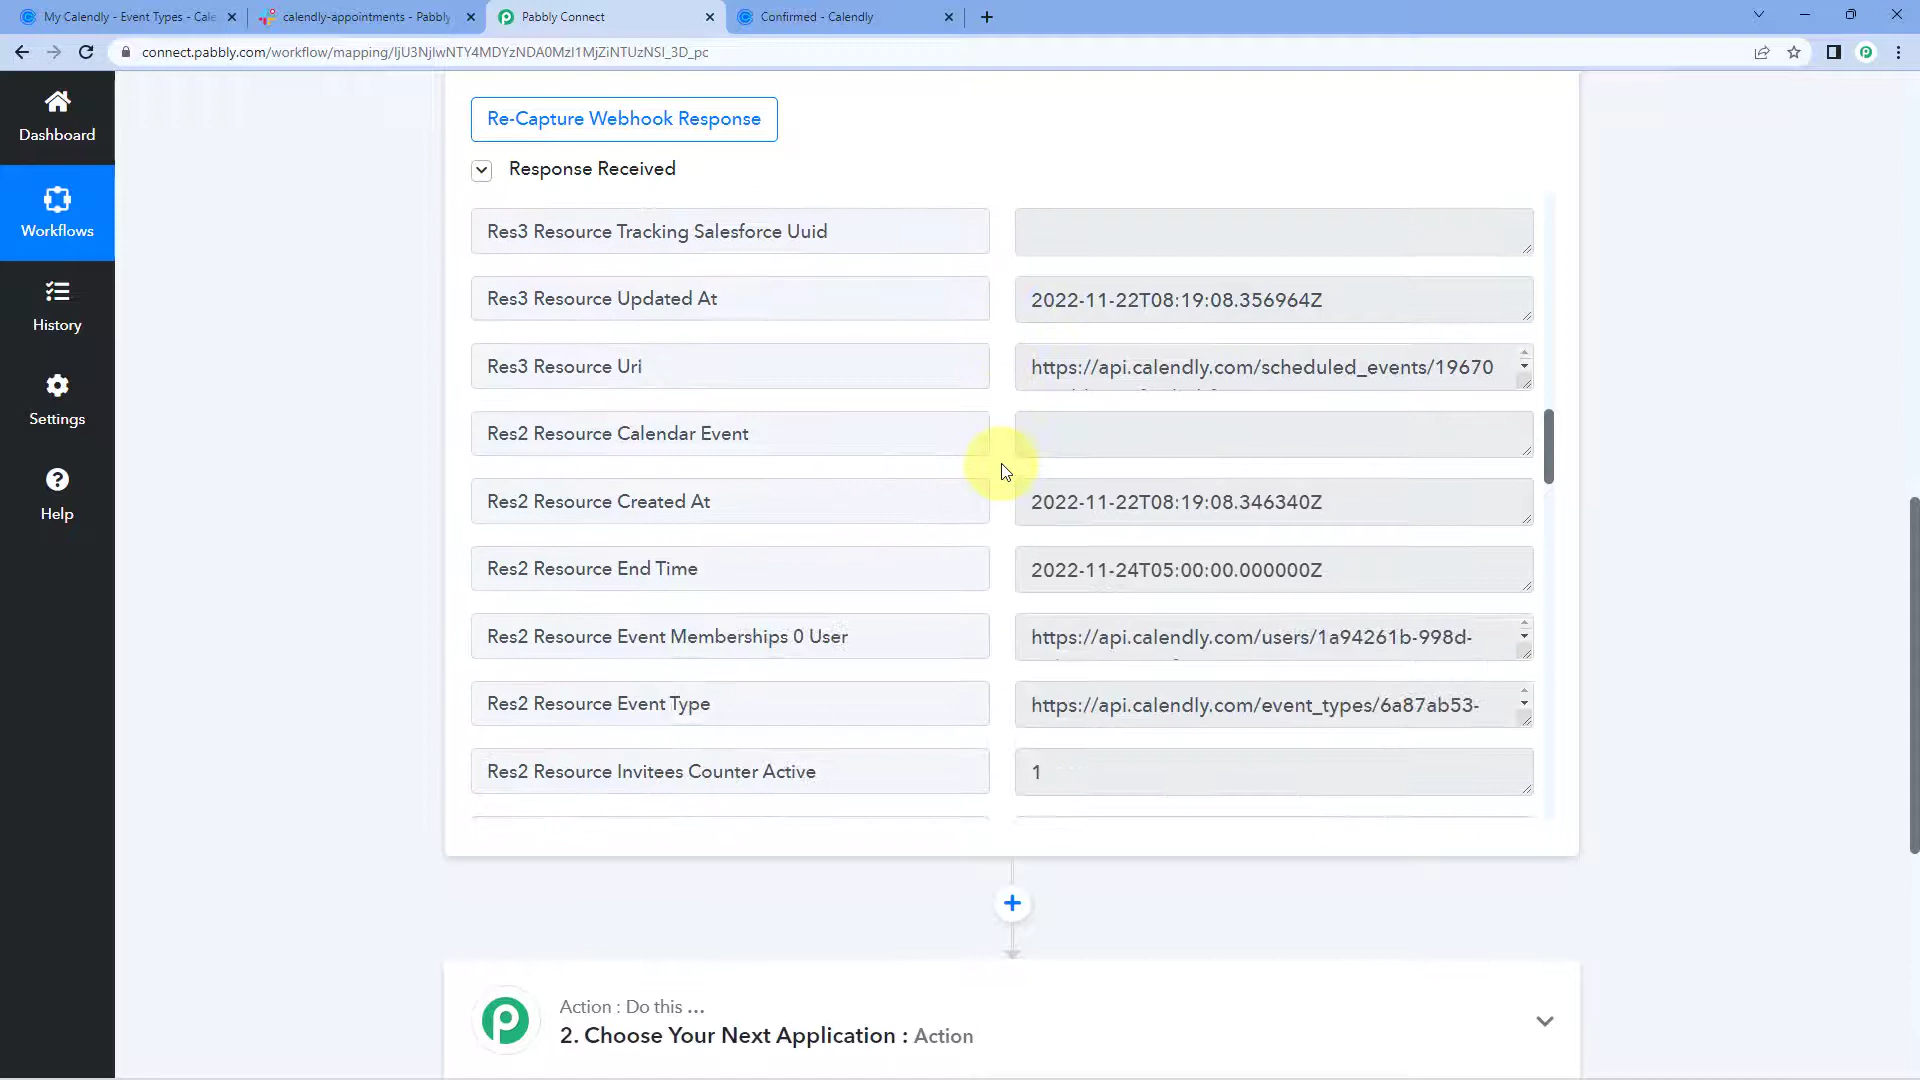 My Calendly - Event Types - Cale
calendly-appointments - Pabbly
Pabbly Connect
Confirmed - Calendly
connect.pabbly.com/workflow/mapping/IjU3NjIwNTY4MDYzNDA0MzI1MjZiNTUzNSI_3D_pc
Dashboard
Workflows
History
Settings
Help
Re-Capture Webhook Response
Response Received
Res3 Resource Tracking Salesforce Uuid
Res3 Resource Updated At
2022-11-22T08:19:08.356964Z
Res3 Resource Uri
https://api.calendly.com/scheduled_events/19670
Res2 Resource Calendar Event
Res2 Resource Created At
2022-11-22T08:19:08.346340Z
Res2 Resource End Time
2022-11-24T05:00:00.000000Z
Res2 Resource Event Memberships 0 User
https://api.calendly.com/users/1a94261b-998d-
Res2 Resource Event Type
https://api.calendly.com/event_types/6a87ab53-
Res2 Resource Invitees Counter Active
1
Action : Do this ...
2. Choose Your Next Application : Action